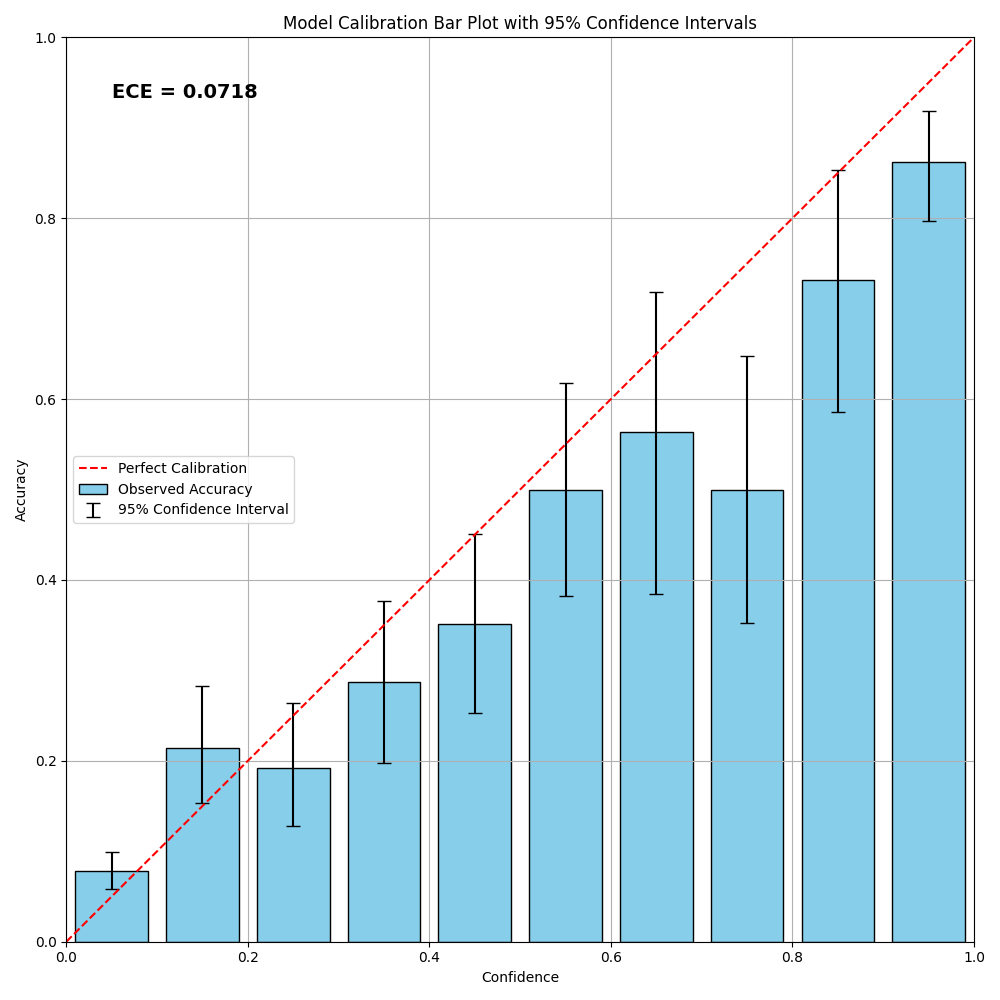 Model Calibration Bar Plot with 95% Confidence Intervals
ECE = 0.0718
Accuracy
1.0
0.8
0.6
0.4
0.2
0.0
Perfect Calibration
Observed Accuracy
95% Confidence Interval
0.0 0.2 0.4 0.6 0.8 1.0
Confidence